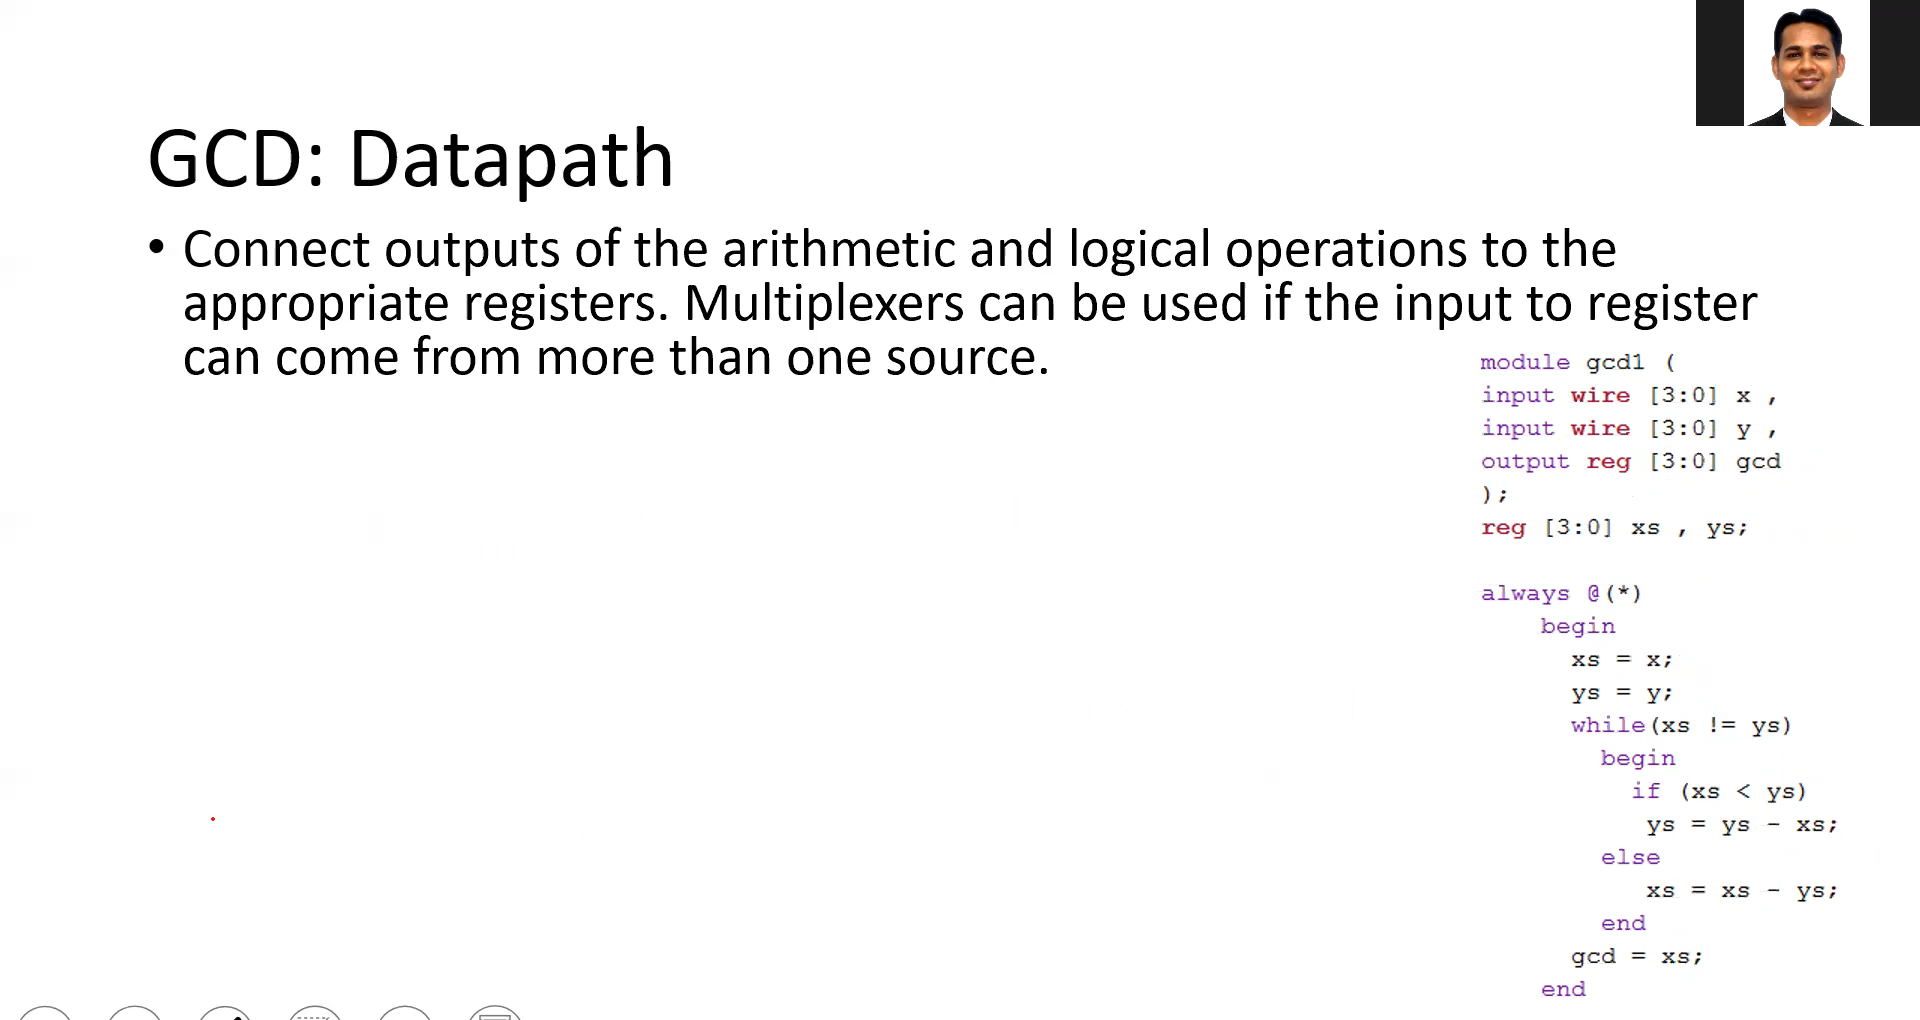 GCD: Datapath
• Connect outputs of the arithmetic and logical operations to the
appropriate registers. Multiplexers can be used if the input to register
can come from more than one source.
module gcd1 (
input wire [3:0] x ,
input wire [3:0] y ,
output reg [3:0] gcd
);
reg [3:0] xs , ys;
always @(*)
begin
xs = x;
ys = y;
while(xs != ys)
begin
if (xs < ys)
ys = ys - xs;
else
xs = xs - ys;
end
gcd = xs;
end